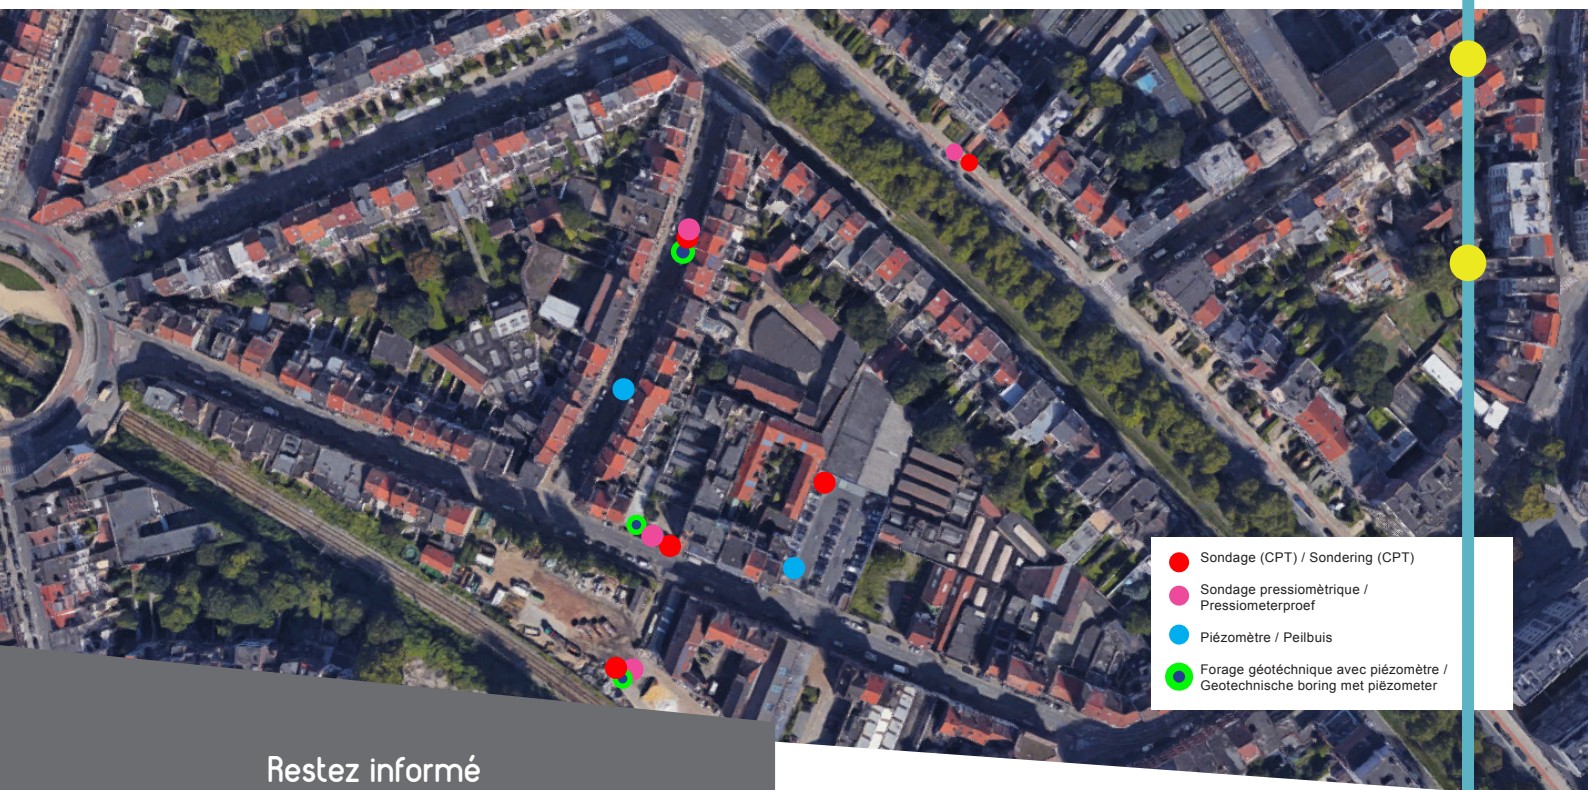 Sondage (CPT) / Sondering (CPT)
Sondage pressiomètrique /
Pressiometerproef
Piézomètre / Peilbuis
Forage géotéchnique avec piézomètre /
Geotechnische boring met piëzometer
Restez informé